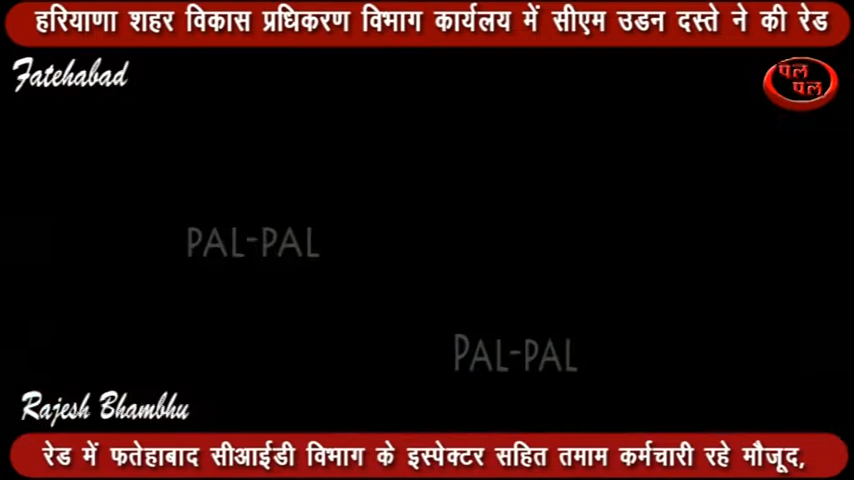 हरियाणा शहर विकास प्रधिकरण विभाग कार्यलय में सीएम उडन दस्ते ने की रेड
Fatehabad
पल
पल
PAL-PAL
PAL-PAL
Rajesh Bhambhu
रेड में फतेहाबाद सीआईडी विभाग के इस्पेक्टर सहित तमाम कर्मचारी रहे मौजूद,